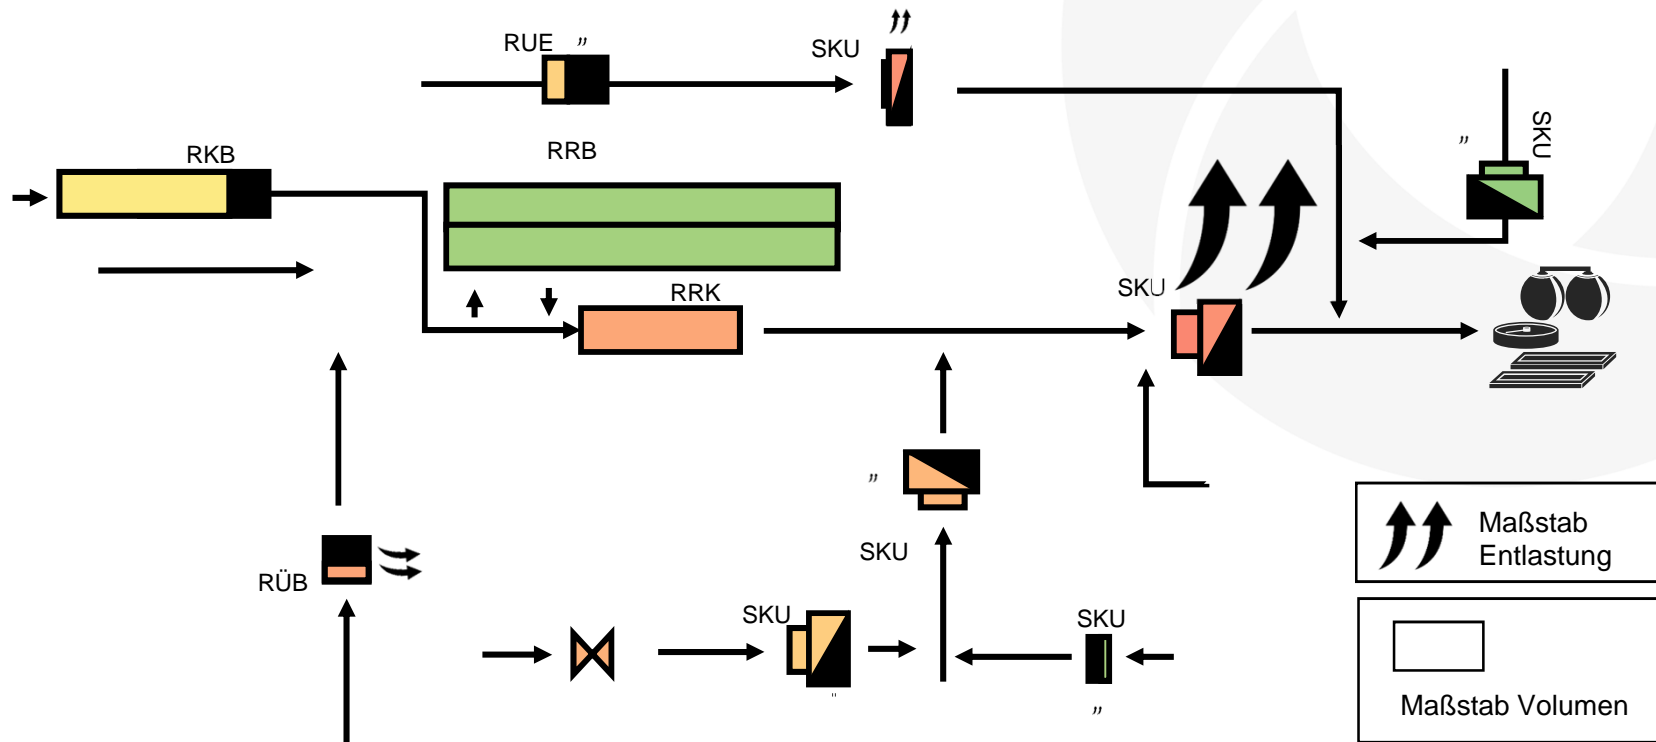 RUE
SKU
SKU
RKB
RRB
RRK
SKU
SKU
RÜB
SKU
SKU
Maßstab
Entlastung
Maßstab Volumen